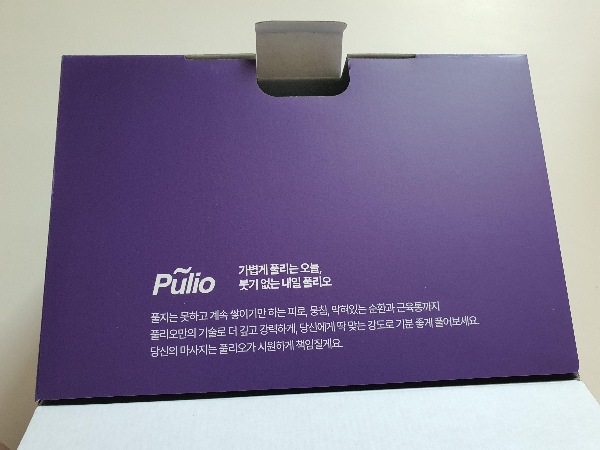 Pulio
가볍게 풀리는 오늘,
붓기 없는 내일 풀리오
풀지는 못하고 계속 쌓이기만 하는 피로, 뭉침, 막혀있는 순환과 근육통까지
풀리오만의 기술로 더 깊고 강력하게, 당신에게 딱 맞는 강도로 기분 좋게 풀어보세요.
당신의 마사지는 풀리오가 시원하게 책임질게요.